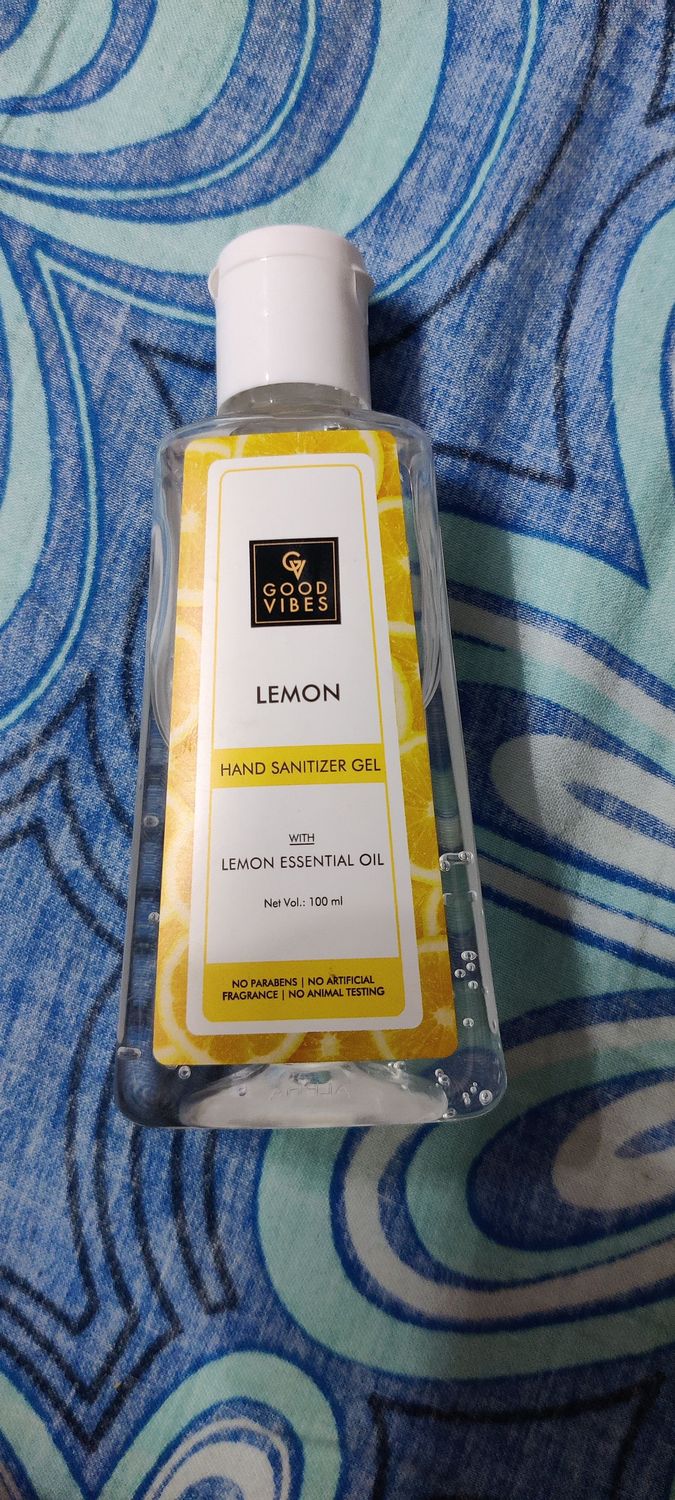 GV
GOOD
VIBES
LEMON
HAND SANITIZER GEL
WITH
LEMON ESSENTIAL OIL
Net Vol.: 100 ml
NO PARABENS | NO ARTIFICIAL
FRAGRANCE | NO ANIMAL TESTING